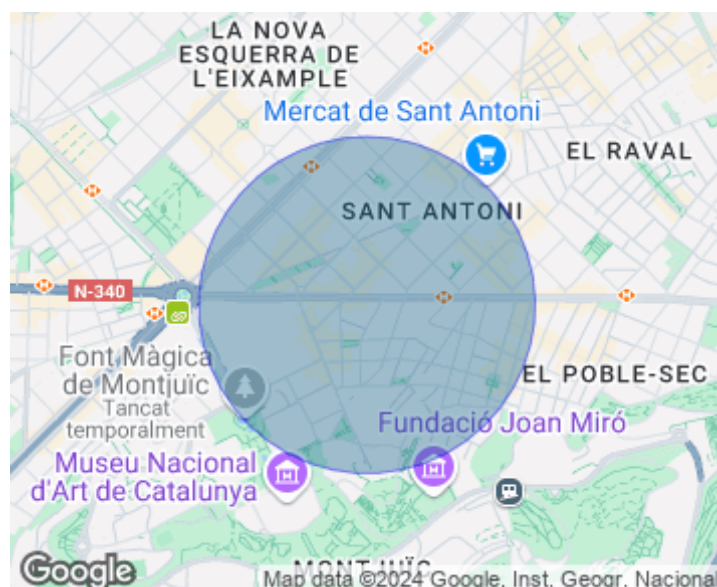 LA NOVA
ESQUERRA DE
L'EIXAMPLE
Mercat de Sant Antoni
EL RAVAL
SANT ANTONI
N-340
Font Màgica
de Montjuïc
Tancat
temporalment
EL POBLE-SEC
Fundació Joan Miró
Museu Nacional
d'Art de Catalunya
MONTJUÏC
Google
Map data ©2024 Google, Inst. Geogr. Nacional